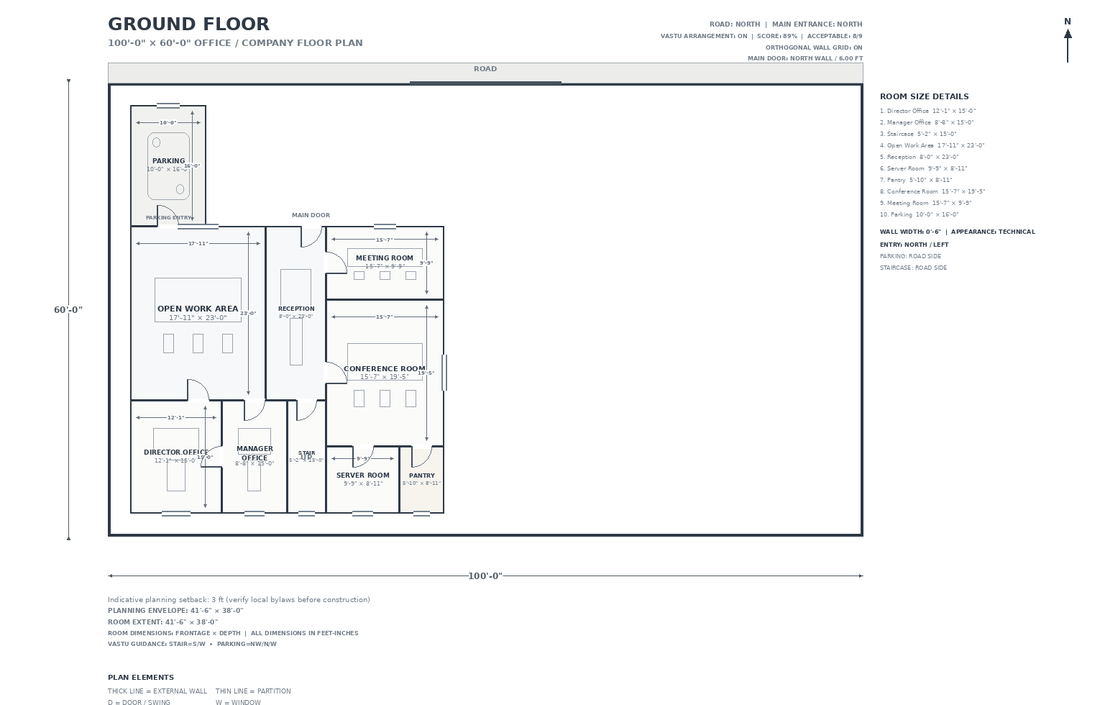 GROUND FLOOR
100'-0" × 60'-0" OFFICE / COMPANY FLOOR PLAN
ROAD: NORTH | MAIN ENTRANCE: NORTH
VASTU ARRANGEMENT: ON | SCORE: 89% | ACCEPTABLE: 8/9
ORTHOGONAL WALL GRID: ON
MAIN DOOR: NORTH WALL / 6.00 FT
N
ROAD
ROOM SIZE DETAILS
1. Director Office 12'-1" × 15'-0"
2. Manager Office 8'-8" × 15'-0"
3. Staircase 5'-2" × 15'-0"
4. Open Work Area 17'-11" × 23'-0"
5. Reception 8'-0" × 23'-0"
6. Server Room 9'-9" × 8'-11"
7. Pantry 5'-10" × 8'-11"
8. Conference Room 15'-7" × 19'-5"
9. Meeting Room 15'-7" × 9'-9"
10. Parking 10'-0" × 16'-0"
WALL WIDTH: 0'-6" | APPEARANCE: TECHNICAL
ENTRY: NORTH / LEFT
PARKING: ROAD SIDE
STAIRCASE: ROAD SIDE
10'-0"
PARKING
10'-0" × 16'-0"
16'-0"
PARKING ENTRY
MAIN DOOR
17'-11"
15'-7"
MEETING ROOM
15'-7" × 9'-9"
9'-9"
OPEN WORK AREA
17'-11" × 23'-0"
23'-0"
RECEPTION
8'-0" × 23'-0"
15'-7"
CONFERENCE ROOM
15'-7" × 19'-5"
19'-5"
60'-0"
12'-1"
DIRECTOR OFFICE
12'-1" × 15'-0"
15'-0"
MANAGER
OFFICE
8'-8" × 15'-0"
STAIR
5'-2" × 15'-0"
9'-9"
SERVER ROOM
9'-9" × 8'-11"
PANTRY
5'-10" × 8'-11"
100'-0"
Indicative planning setback: 3 ft (verify local bylaws before construction)
PLANNING ENVELOPE: 41'-6" × 38'-0"
ROOM EXTENT: 41'-6" × 38'-0"
ROOM DIMENSIONS: FRONTAGE × DEPTH | ALL DIMENSIONS IN FEET-INCHES
VASTU GUIDANCE: STAIR=S/W • PARKING=NW/N/W
PLAN ELEMENTS
THICK LINE = EXTERNAL WALL THIN LINE = PARTITION
D = DOOR / SWING W = WINDOW